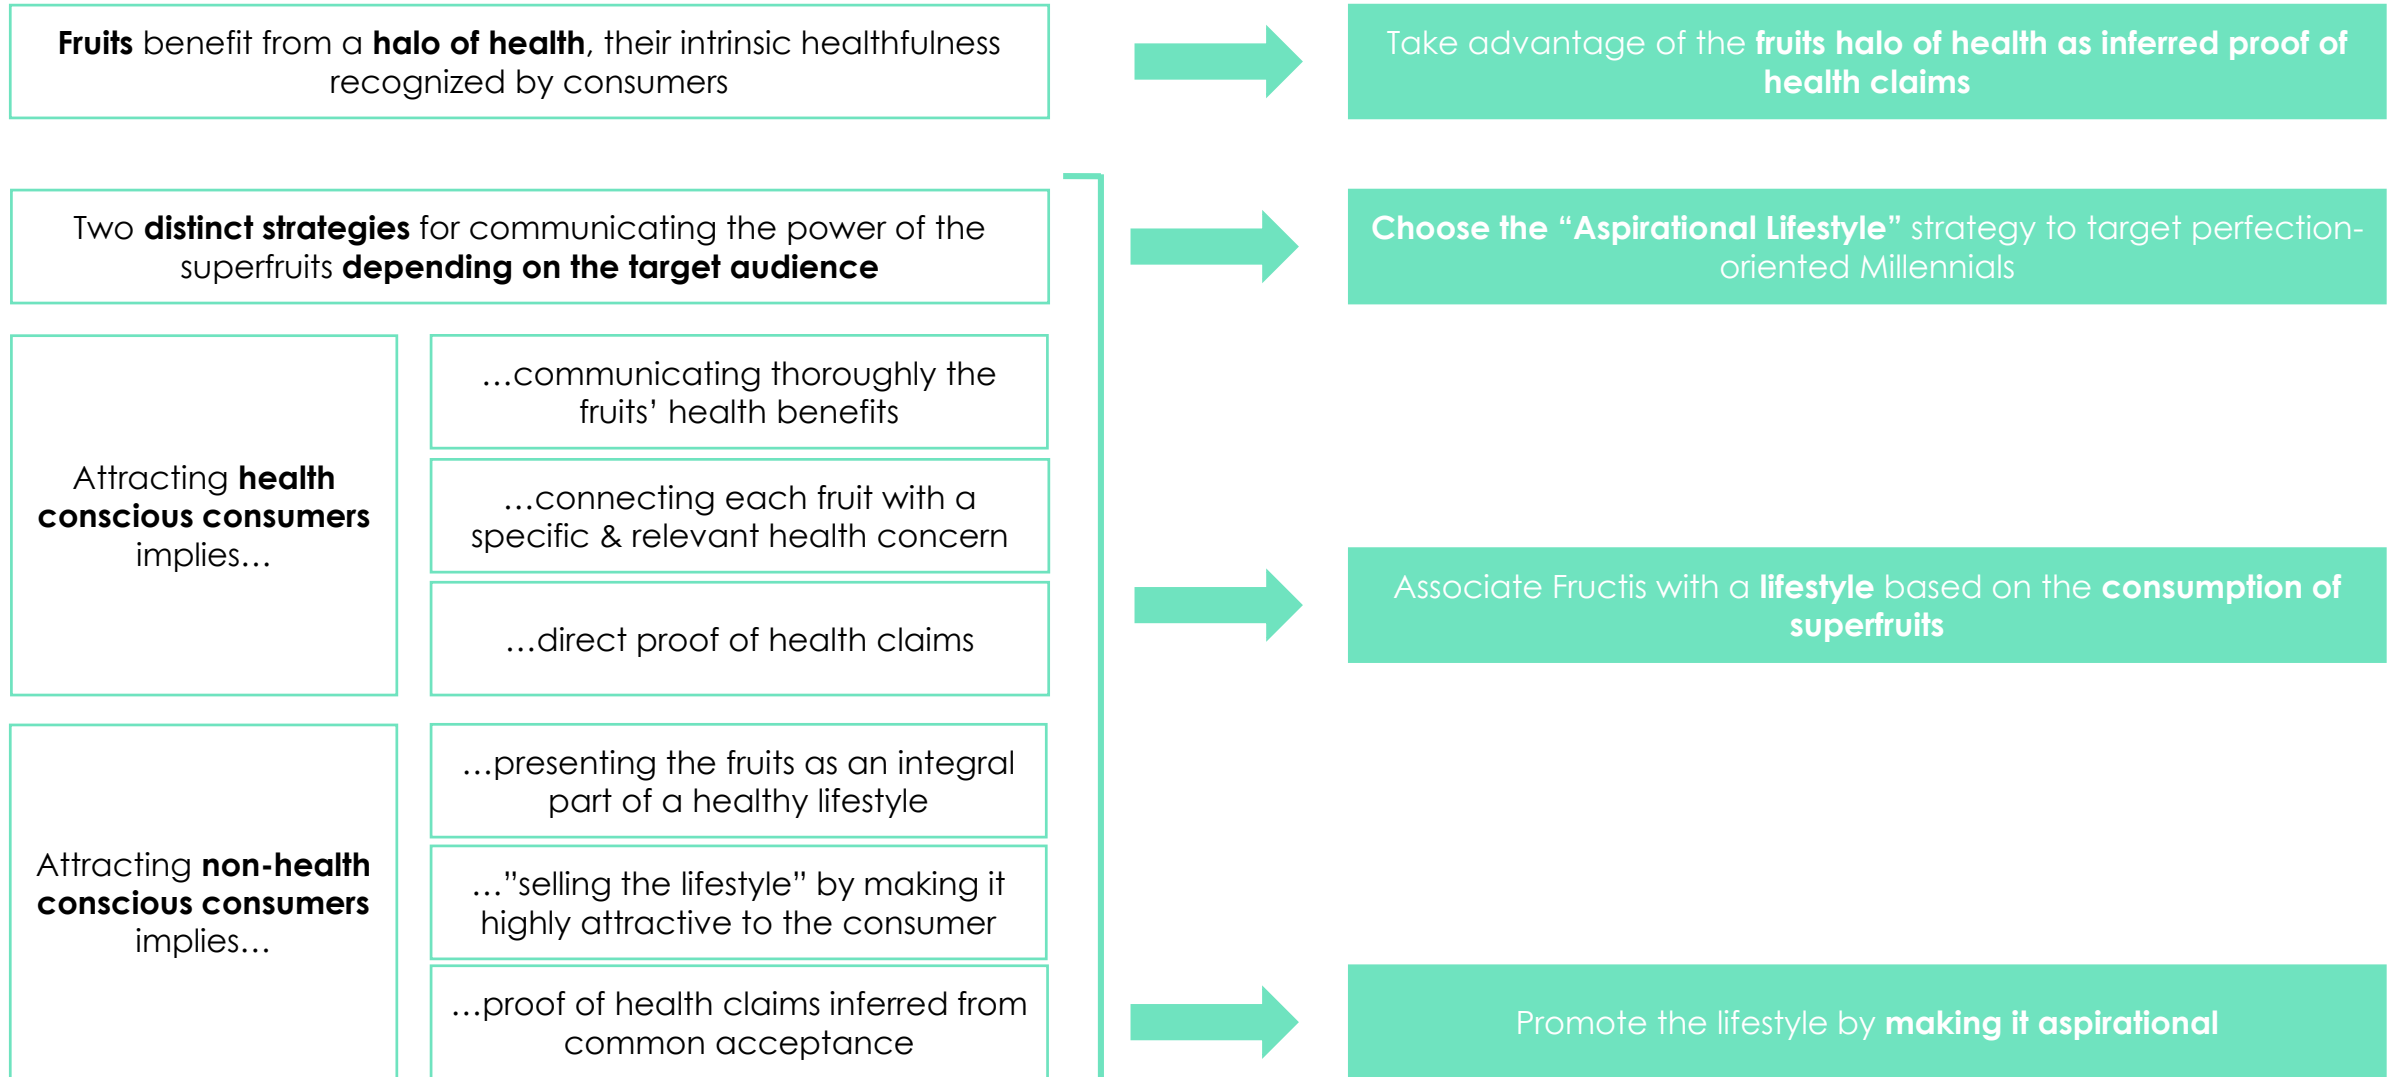 Fruits benefit from a halo of health, their intrinsic healthfulness
recognized by consumers
Take advantage of the fruits halo of health as inferred proof of
health claims
Two distinct strategies for communicating the power of the
superfruits depending on the target audience
Choose the “Aspirational Lifestyle” strategy to target perfection-
oriented Millennials
Attracting health
conscious consumers
implies…
…communicating thoroughly the
fruits’ health benefits
…connecting each fruit with a
specific & relevant health concern
…direct proof of health claims
Associate Fructis with a lifestyle based on the consumption of
superfruits
Attracting non-health
conscious consumers
implies…
…presenting the fruits as an integral
part of a healthy lifestyle
…”selling the lifestyle” by making it
highly attractive to the consumer
…proof of health claims inferred from
common acceptance
Promote the lifestyle by making it aspirational